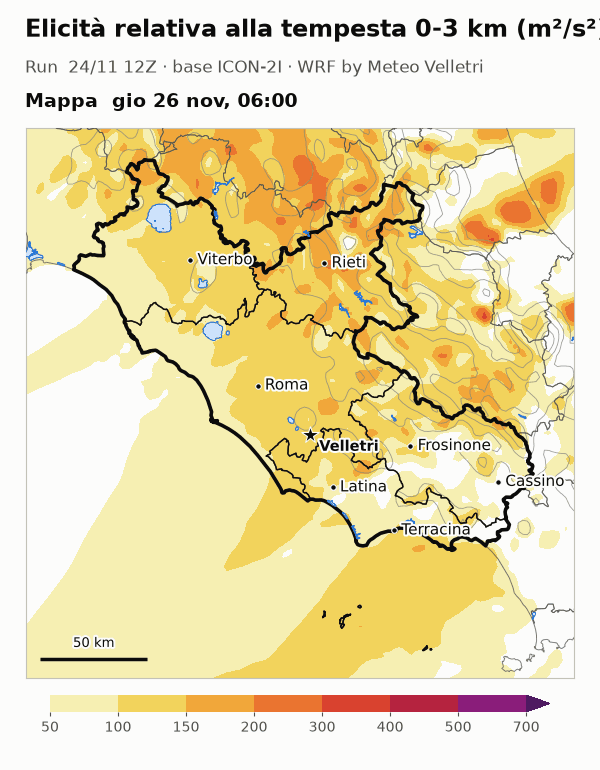 Elicità relativa alla tempesta 0-3 km (m²/s²)
Run 24/11 12Z · base ICON-2I · WRF by Meteo Velletri
Mappa gio 26 nov, 06:00
Viterbo
Rieti
Roma
Velletri
Frosinone
Cassino
Latina
Terracina
50 km
50 100 150 200 300 400 500 700